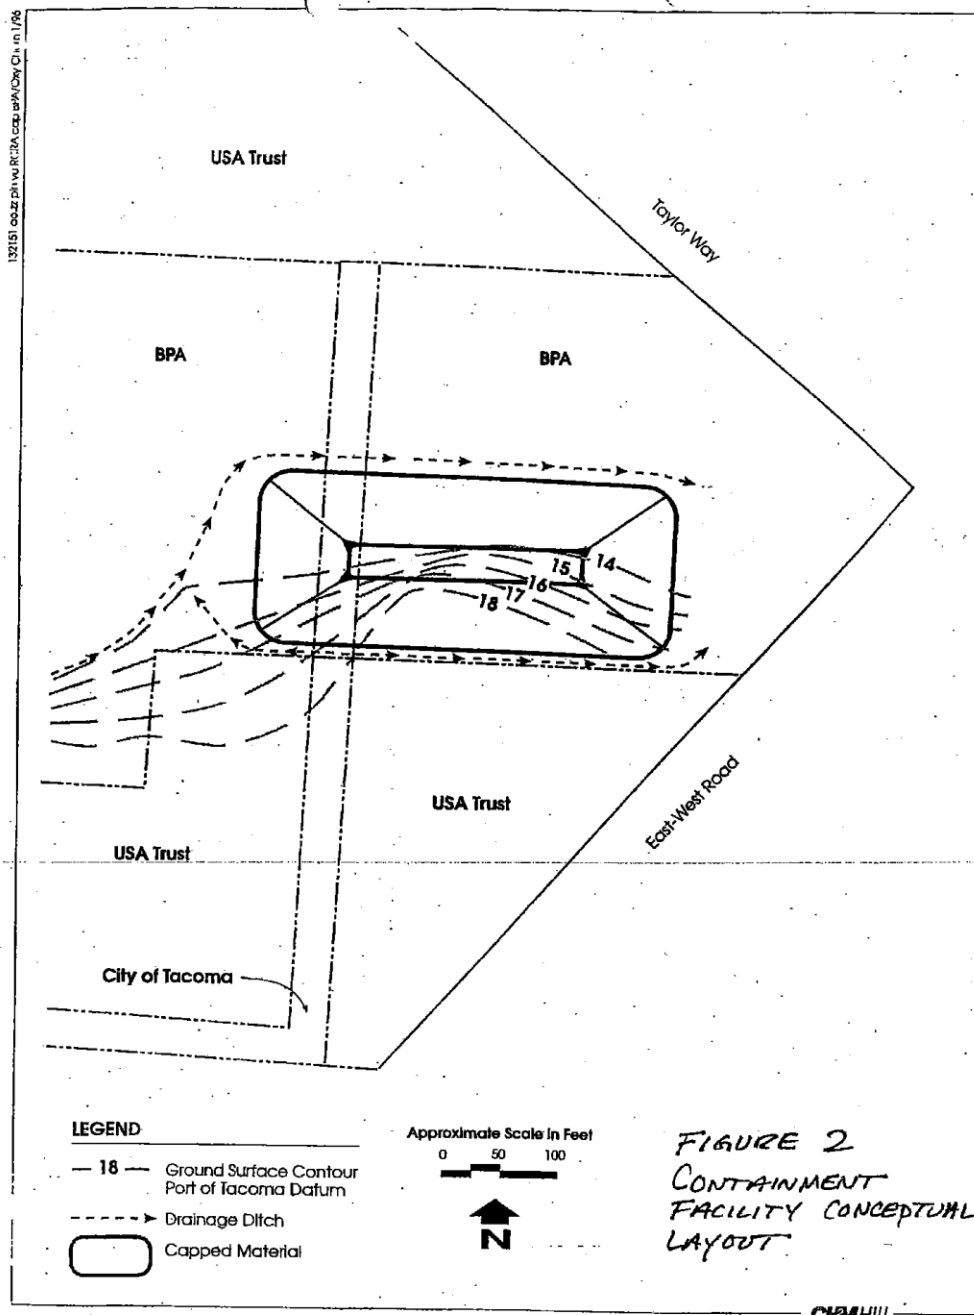 USA Trust
Taylor Way
BPA
BPA
14
15
16
17
18
USA Trust
East-West Road
USA Trust
City of Tacoma
LEGEND
18
Ground Surface Contour
Port of Tacoma Datum
Drainage Ditch
Capped Material
Approximate Scale in Feet
0 50 100
N
FIGURE 2
CONTAINMENT
FACILITY CONCEPTUAL
LAYOUT